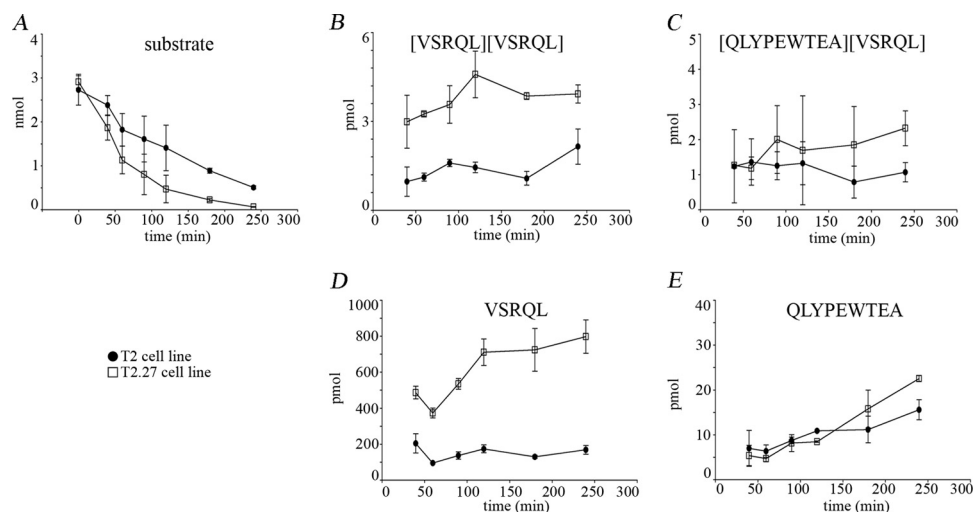 A
substrate
nmol
4
3
2
1
0
0 50 100 150 200 250 300
time (min)
B
[VSRQL][VSRQL]
pmol
6
3
0
0 50 100 150 200 250 300
time (min)
C
[QLYPEWTEA][VSRQL]
pmol
5
4
3
2
1
0
0 50 100 150 200 250 300
time (min)
T2 cell line
T2.27 cell line
D
VSRQL
pmol
1000
800
600
400
200
0
0 50 100 150 200 250 300
time (min)
E
QLYPEWTEA
pmol
40
30
20
10
0
0 50 100 150 200 250 300
time (min)